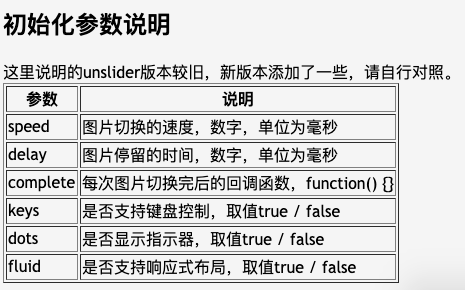 初始化参数说明
这里说明的unslider版本较旧，新版本添加了一些，请自行对照。
参数 说明
speed 图片切换的速度，数字，单位为毫秒
delay 图片停留的时间，数字，单位为毫秒
complete 每次图片切换完后的回调函数，function() {}
keys 是否支持键盘控制，取值true / false
dots 是否显示指示器，取值true / false
fluid 是否支持响应式布局，取值true / false